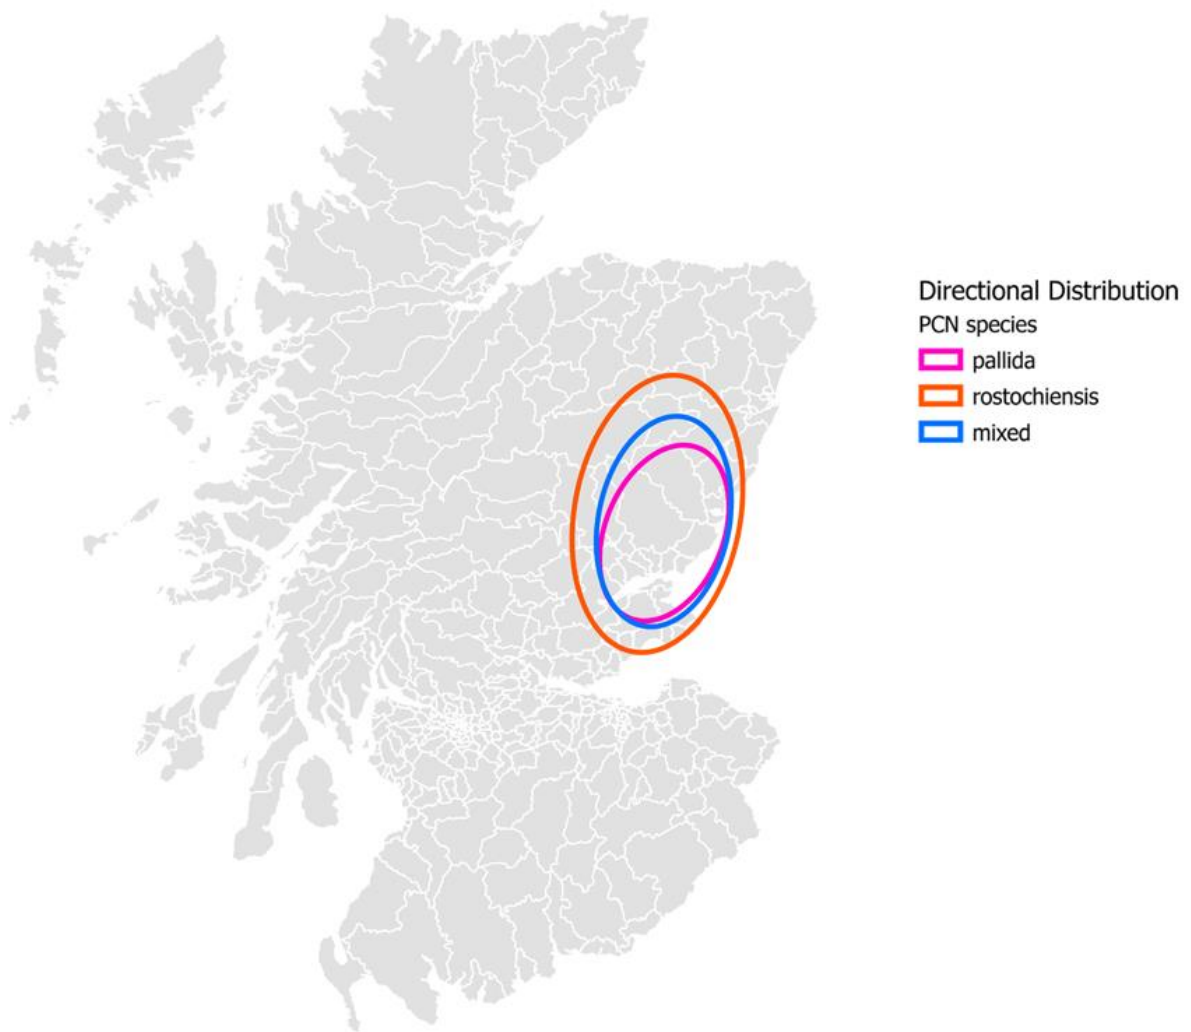 Directional Distribution
PCN species
pallida
rostochiensis
mixed